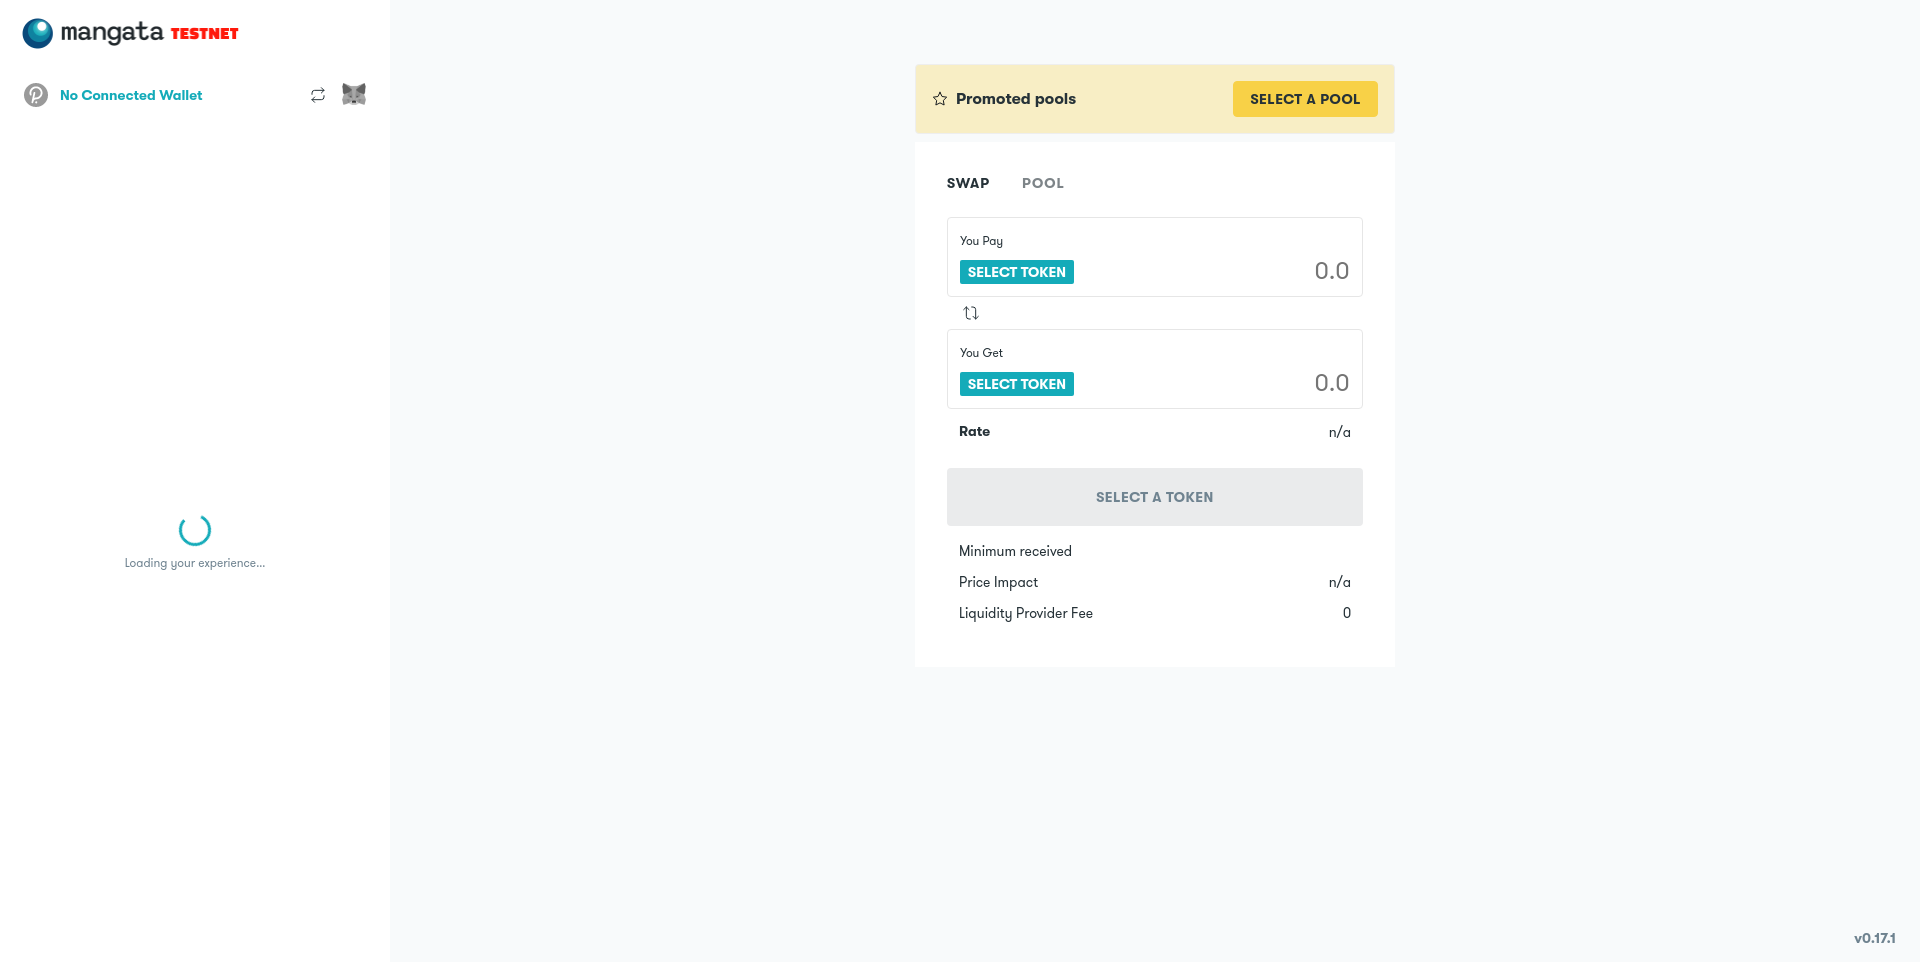 mangata TESTNET
No Connected Wallet
Loading your experience...
Promoted pools
SELECT A POOL
SWAP
POOL
You Pay
SELECT TOKEN
0.0
You Get
SELECT TOKEN
0.0
Rate
n/a
SELECT A TOKEN
Minimum received
Price Impact
n/a
Liquidity Provider Fee
0
v0.17.1